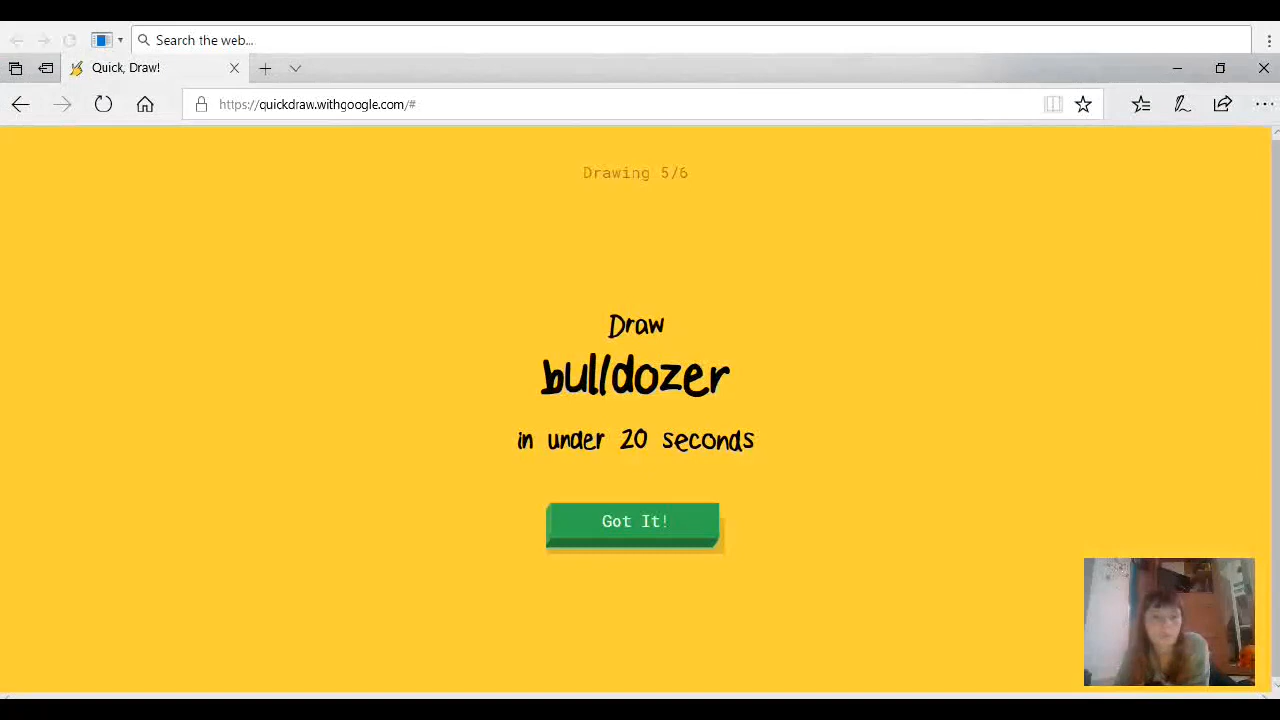 Search the web...
Quick, Draw!
https://quickdraw.withgoogle.com/#
Drawing 5/6
Draw
bulldozer
in under 20 seconds
Got It!